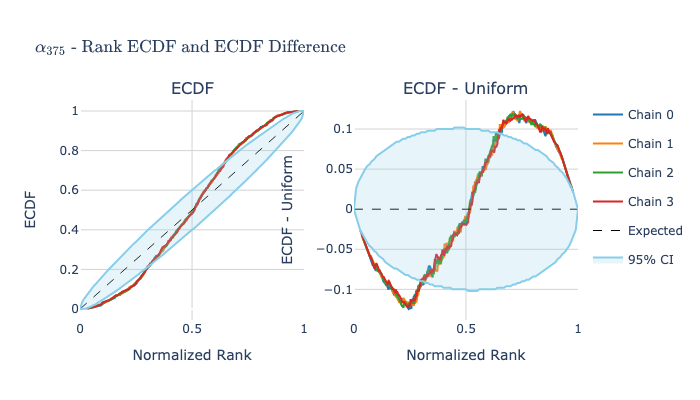 α₃₇₅ - Rank ECDF and ECDF Difference
ECDF
ECDF
1
0.8
0.6
0.4
0.2
0
0
0.5
1
Normalized Rank
ECDF - Uniform
ECDF - Uniform
0.1
0.05
0
−0.05
−0.1
0
0.5
1
Normalized Rank
Chain 0
Chain 1
Chain 2
Chain 3
Expected
95% CI